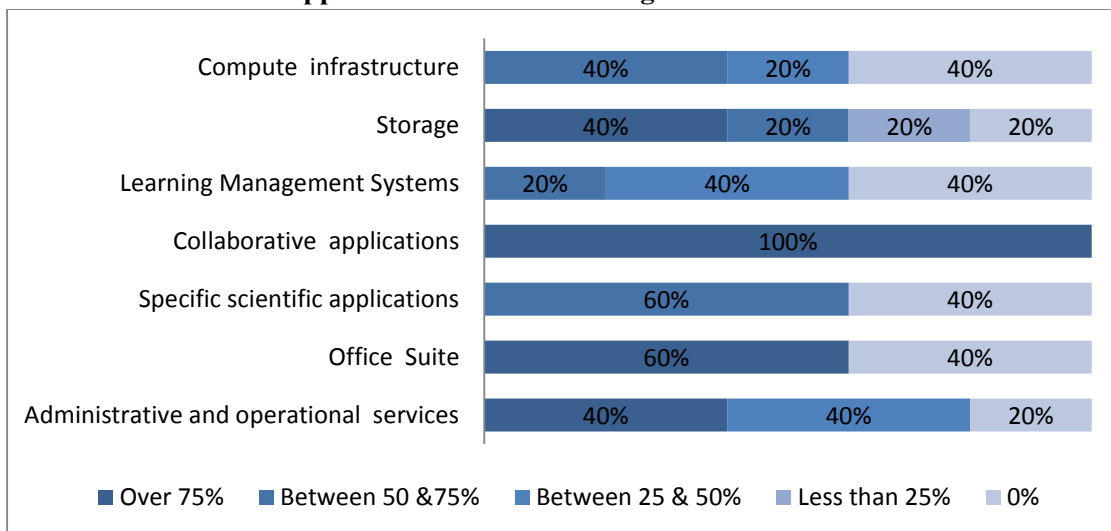 Compute infrastructure 40% 20% 40%
Storage 40% 20% 20% 20%
Learning Management Systems 20% 40% 40%
Collaborative applications 100%
Specific scientific applications 60% 40%
Office Suite 60% 40%
Administrative and operational services 40% 40% 20%
Over 75% Between 50 &75% Between 25 & 50% Less than 25% 0%